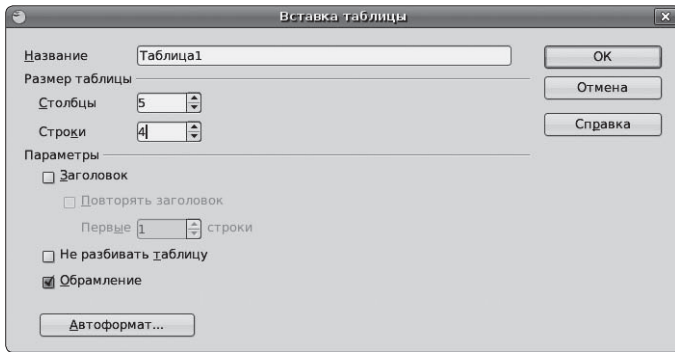 Вставка таблицы
Название Таблица1
Размер таблицы
Столбцы 5
Строки 4
Параметры
Заголовок
Повторять заголовок
Первые 1 строки
Не разбивать таблицу
Обрамление
Автоформат...
OK
Отмена
Справка